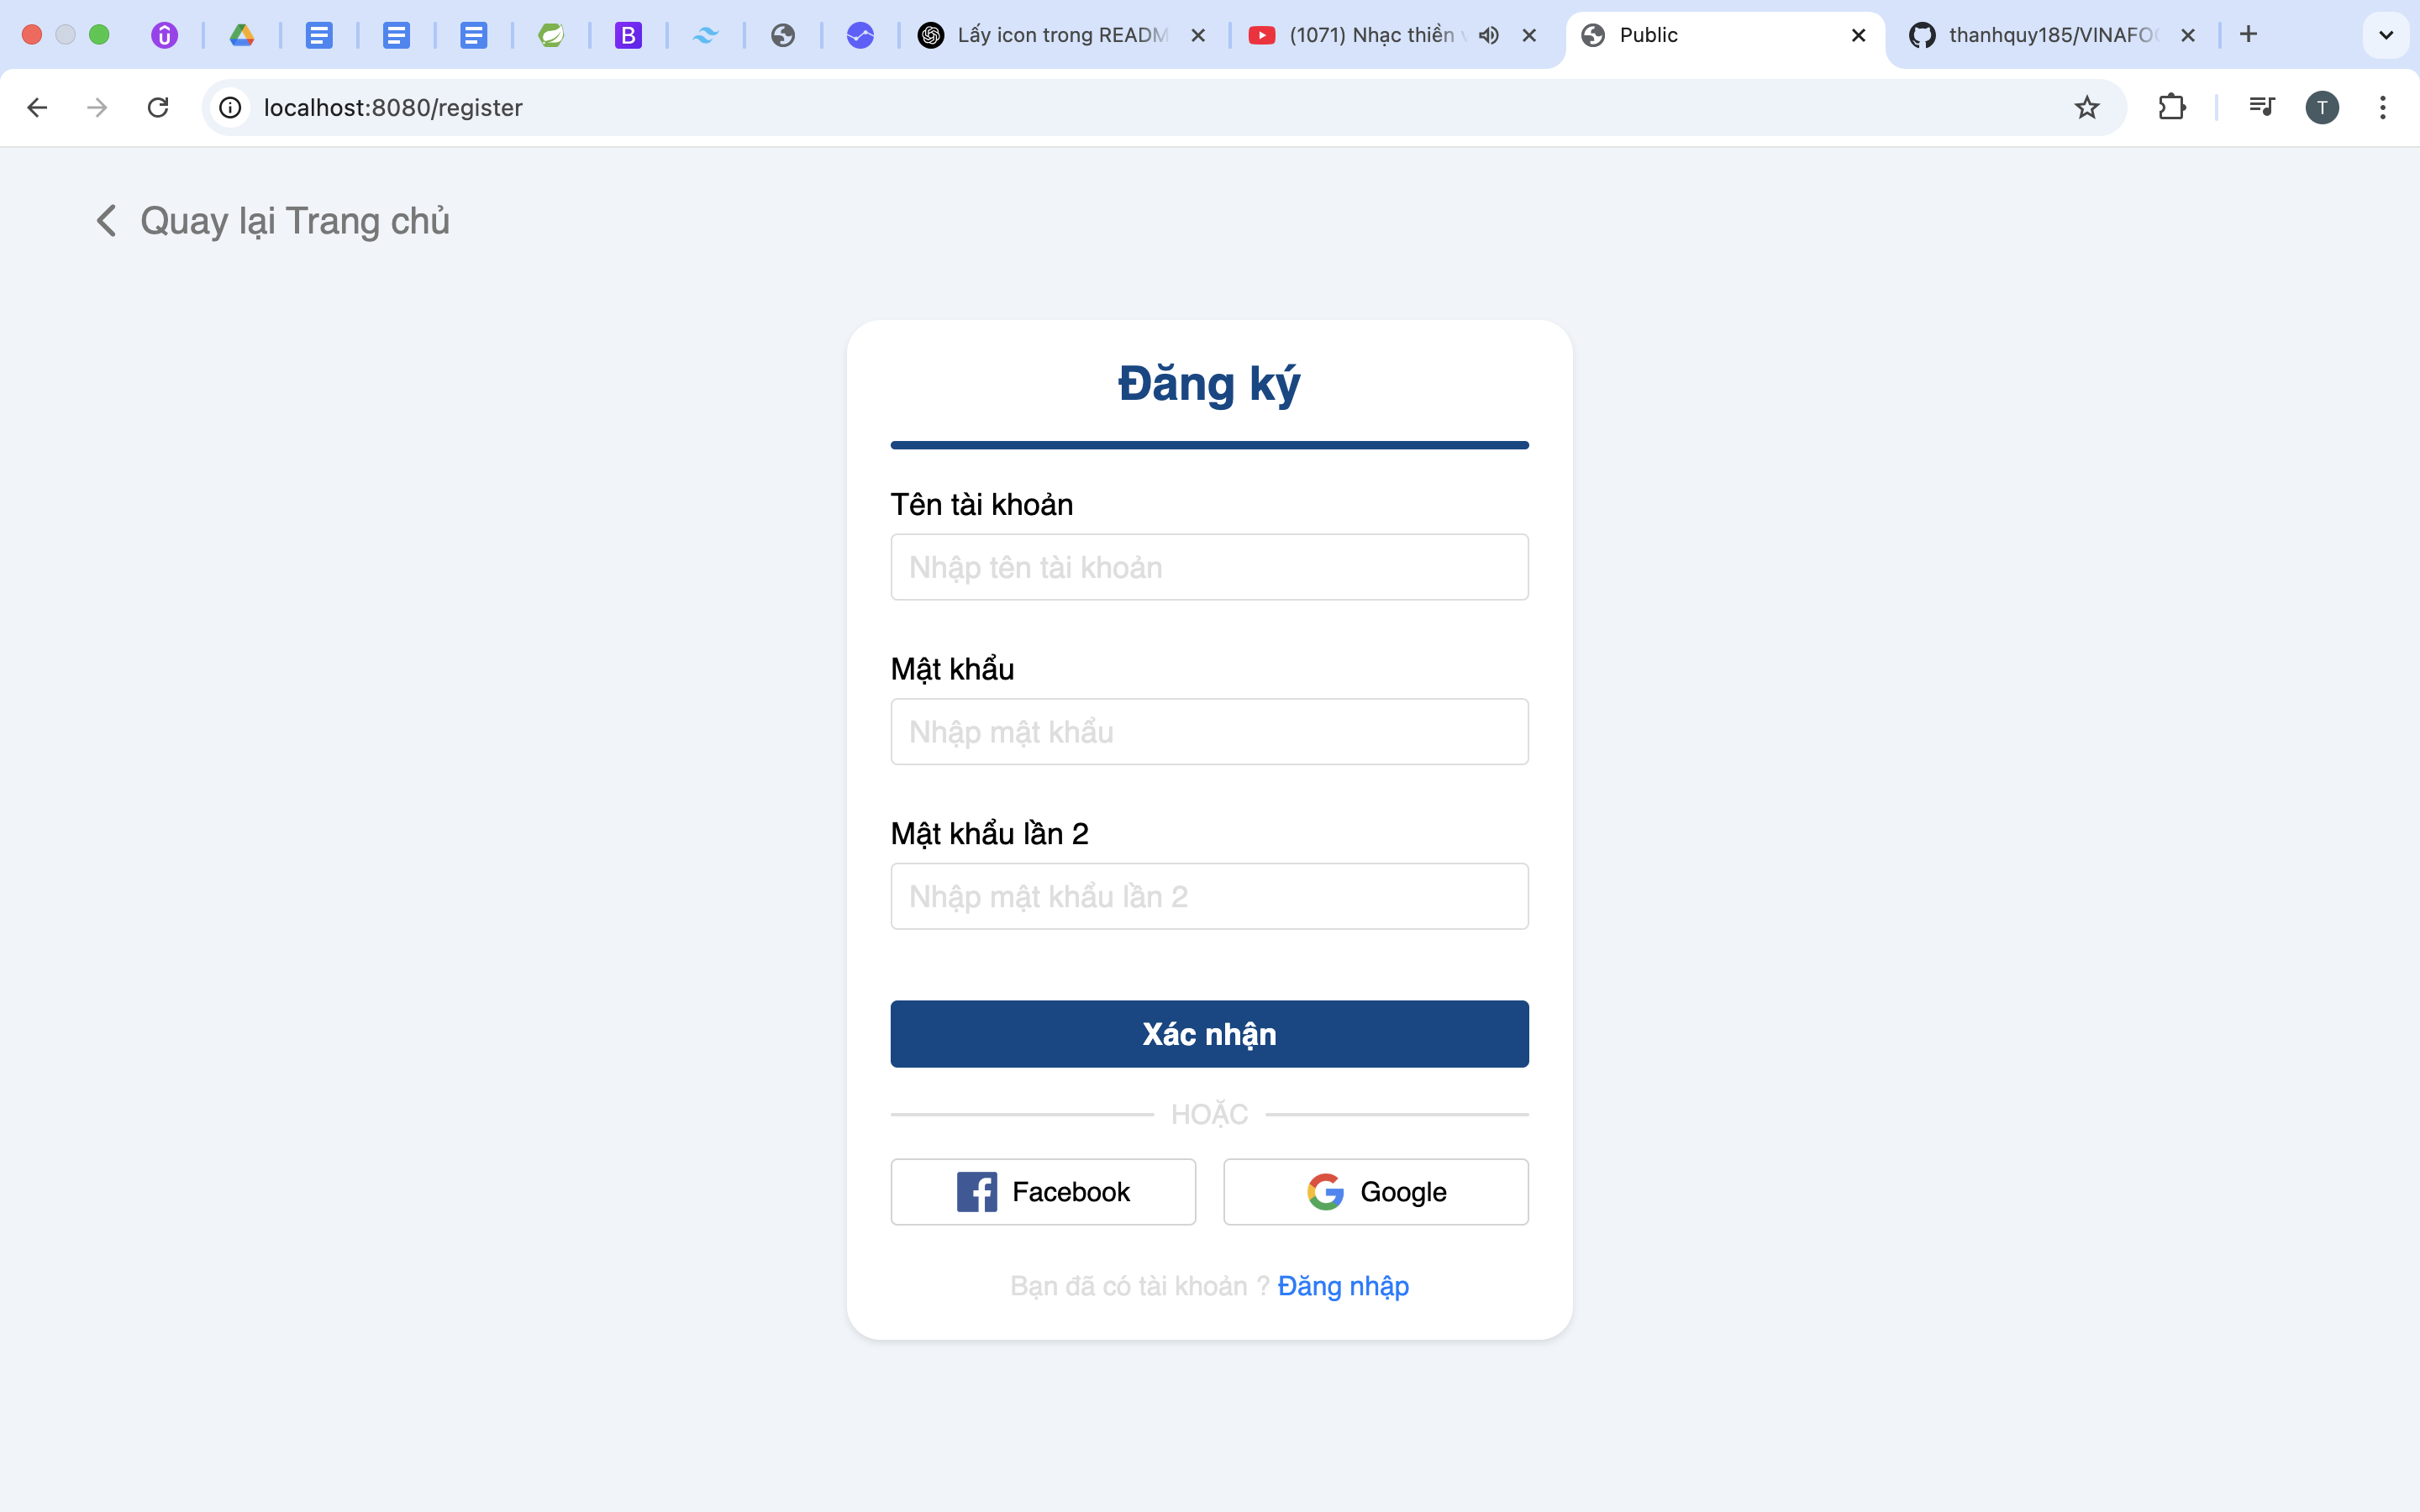 Lấy icon trong READM
(1071) Nhạc thiền v
Public
thanhquy185/VINAFO
localhost:8080/register
T
Quay lại Trang chủ
Đăng ký
Tên tài khoản
Nhập tên tài khoản
Mật khẩu
Nhập mật khẩu
Mật khẩu lần 2
Nhập mật khẩu lần 2
Xác nhận
HOẶC
Facebook
Google
Bạn đã có tài khoản ? Đăng nhập